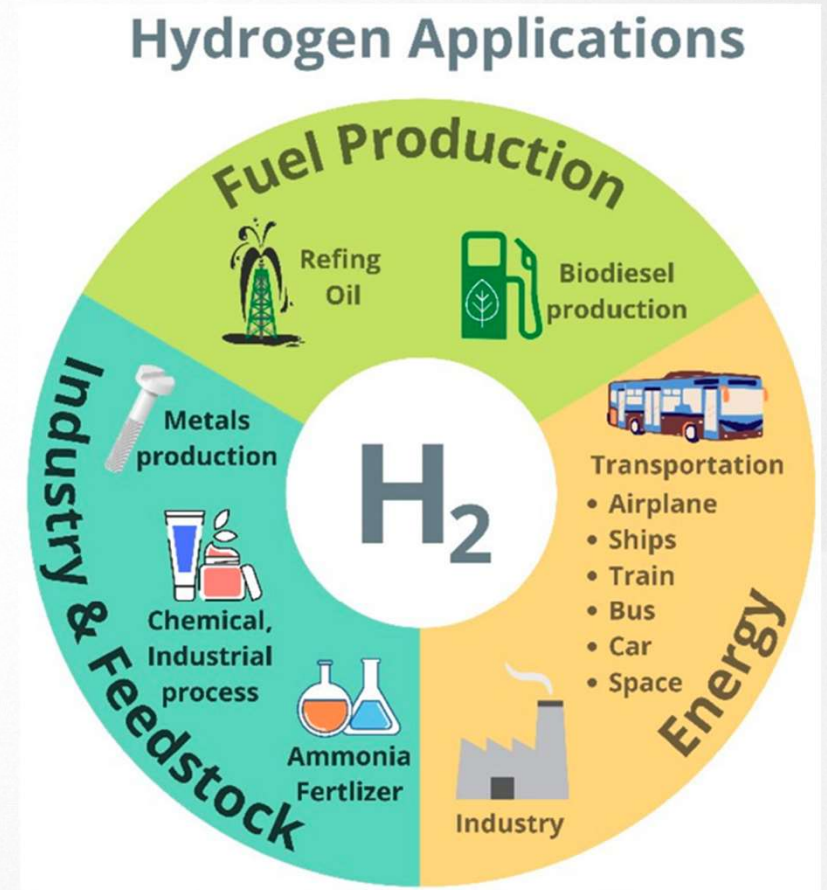 Hydrogen Applications
Fuel Production
Refing
Oil
Biodiesel
production
Industry & Feedstock
Metals
production
Chemical,
Industrial
process
Ammonia
Fertlizer
H₂
Transportation
• Airplane
• Ships
• Train
• Bus
• Car
• Space
Energy
Industry